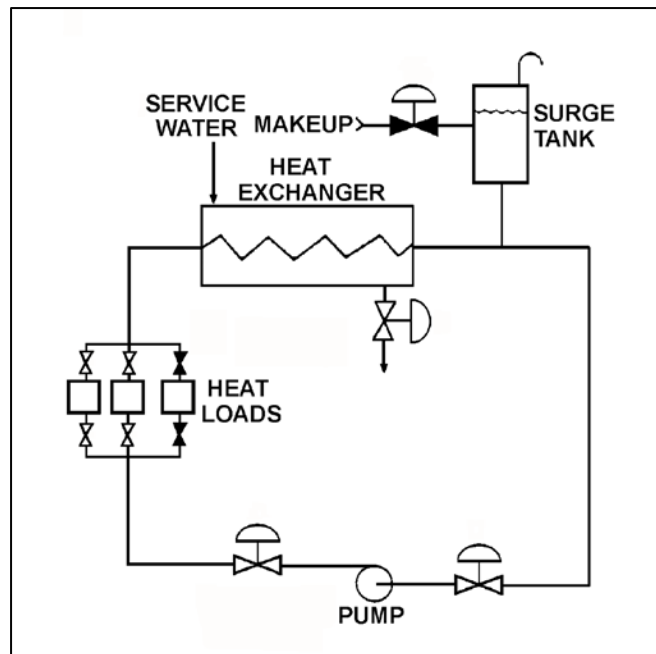 SERVICE
WATER
MAKEUP
SURGE
TANK
HEAT
EXCHANGER
HEAT
LOADS
PUMP